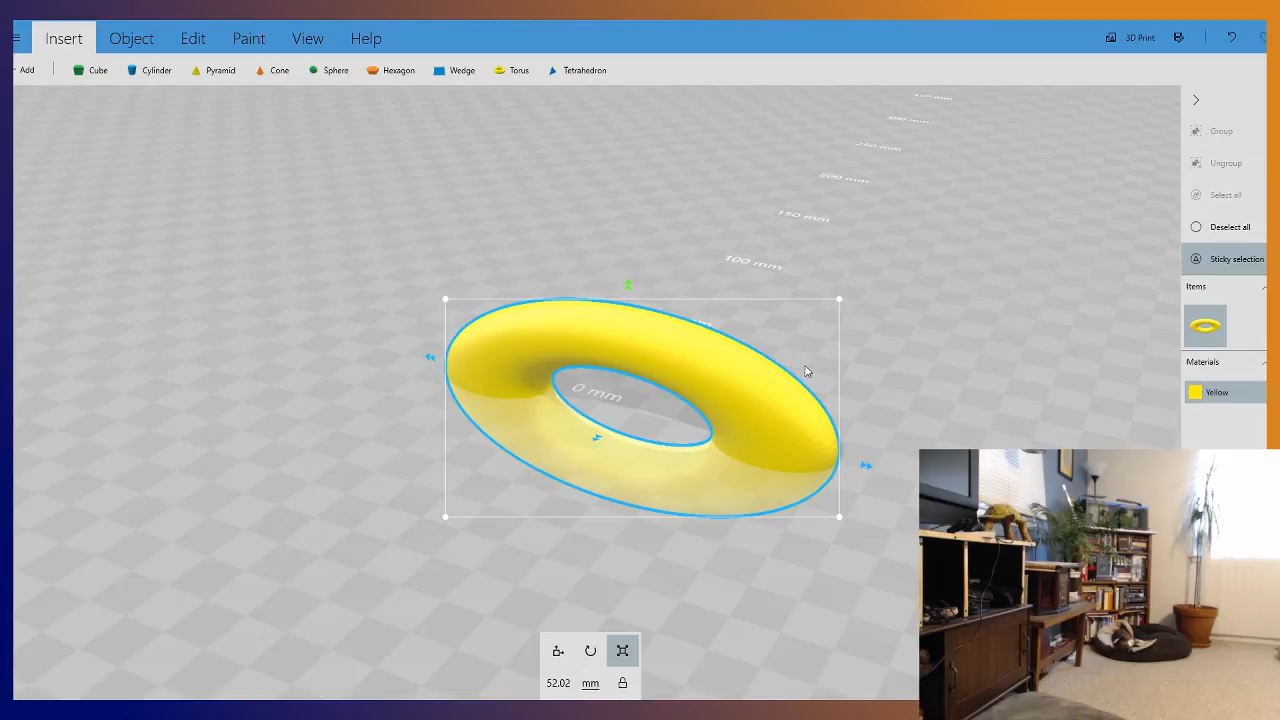 Insert Object Edit Paint View Help 3D Print
Add Cube Cylinder Pyramid Cone Sphere Hexagon Wedge Torus Tetrahedron
300 mm
250 mm
200 mm
150 mm
100 mm
0 mm
Group
Ungroup
Select all
Deselect all
Sticky selection
Items
Materials
Yellow
52.02 mm